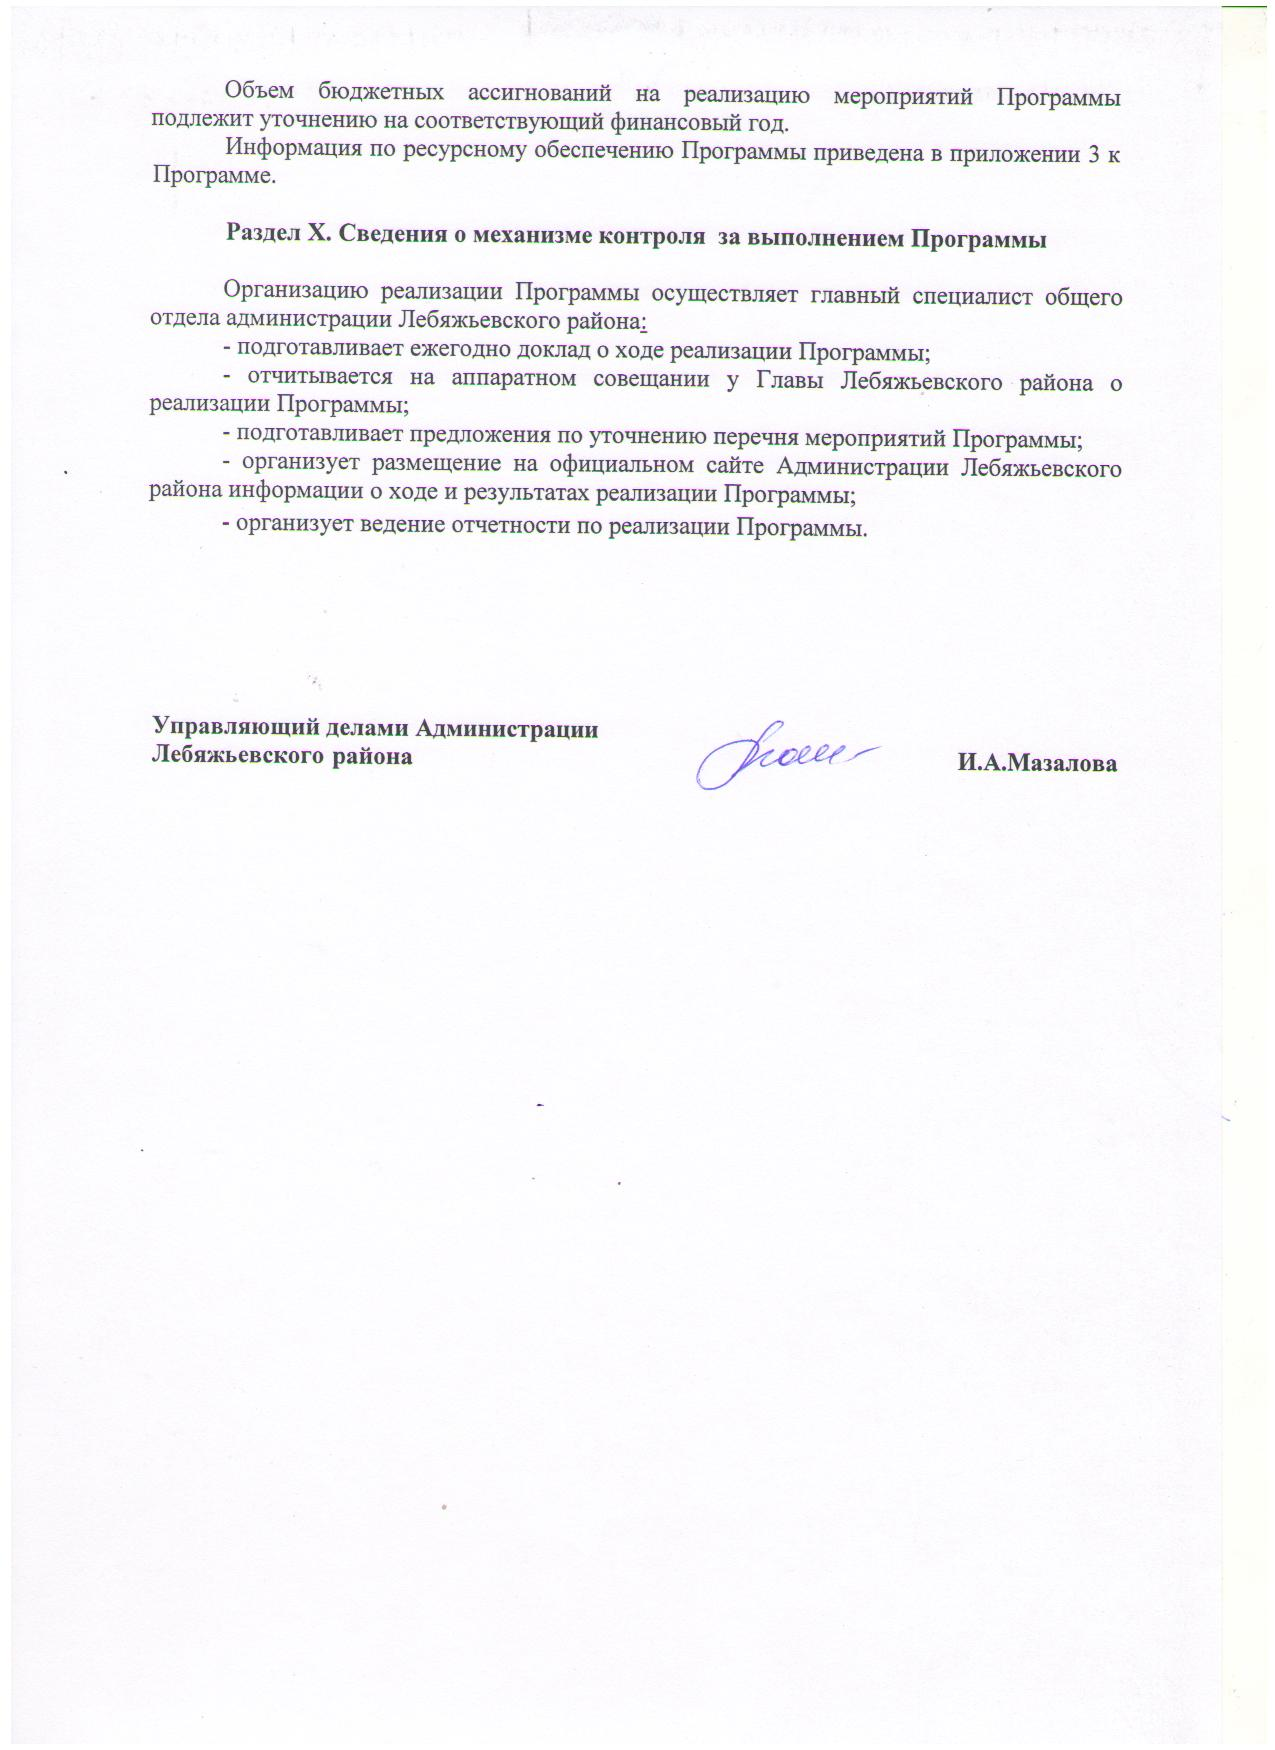 Объем бюджетных ассигнований на реализацию мероприятий Программы
подлежит уточнению на соответствующий финансовый год.
Информация по ресурсному обеспечению Программы приведена в приложении 3 к
Программе.
Раздел X. Сведения о механизме контроля за выполнением Программы
Организацию реализации Программы осуществляет главный специалист общего
отдела администрации Лебяжьевского района:
- подготавливает ежегодно доклад о ходе реализации Программы;
- отчитывается на аппаратном совещании у Главы Лебяжьевского района о
реализации Программы;
- подготавливает предложения по уточнению перечня мероприятий Программы;
- организует размещение на официальном сайте Администрации Лебяжьевского
района информации о ходе и результатах реализации Программы;
- организует ведение отчетности по реализации Программы.
Управляющий делами Администрации
Лебяжьевского района
И.А.Мазалова